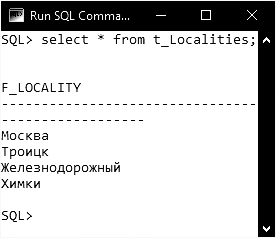 Run SQL Comma...
SQL> select * from t_Localities;
F_LOCALITY
--------------------------------
------------------
Москва
Троицк
Железнодорожный
Химки
SQL>